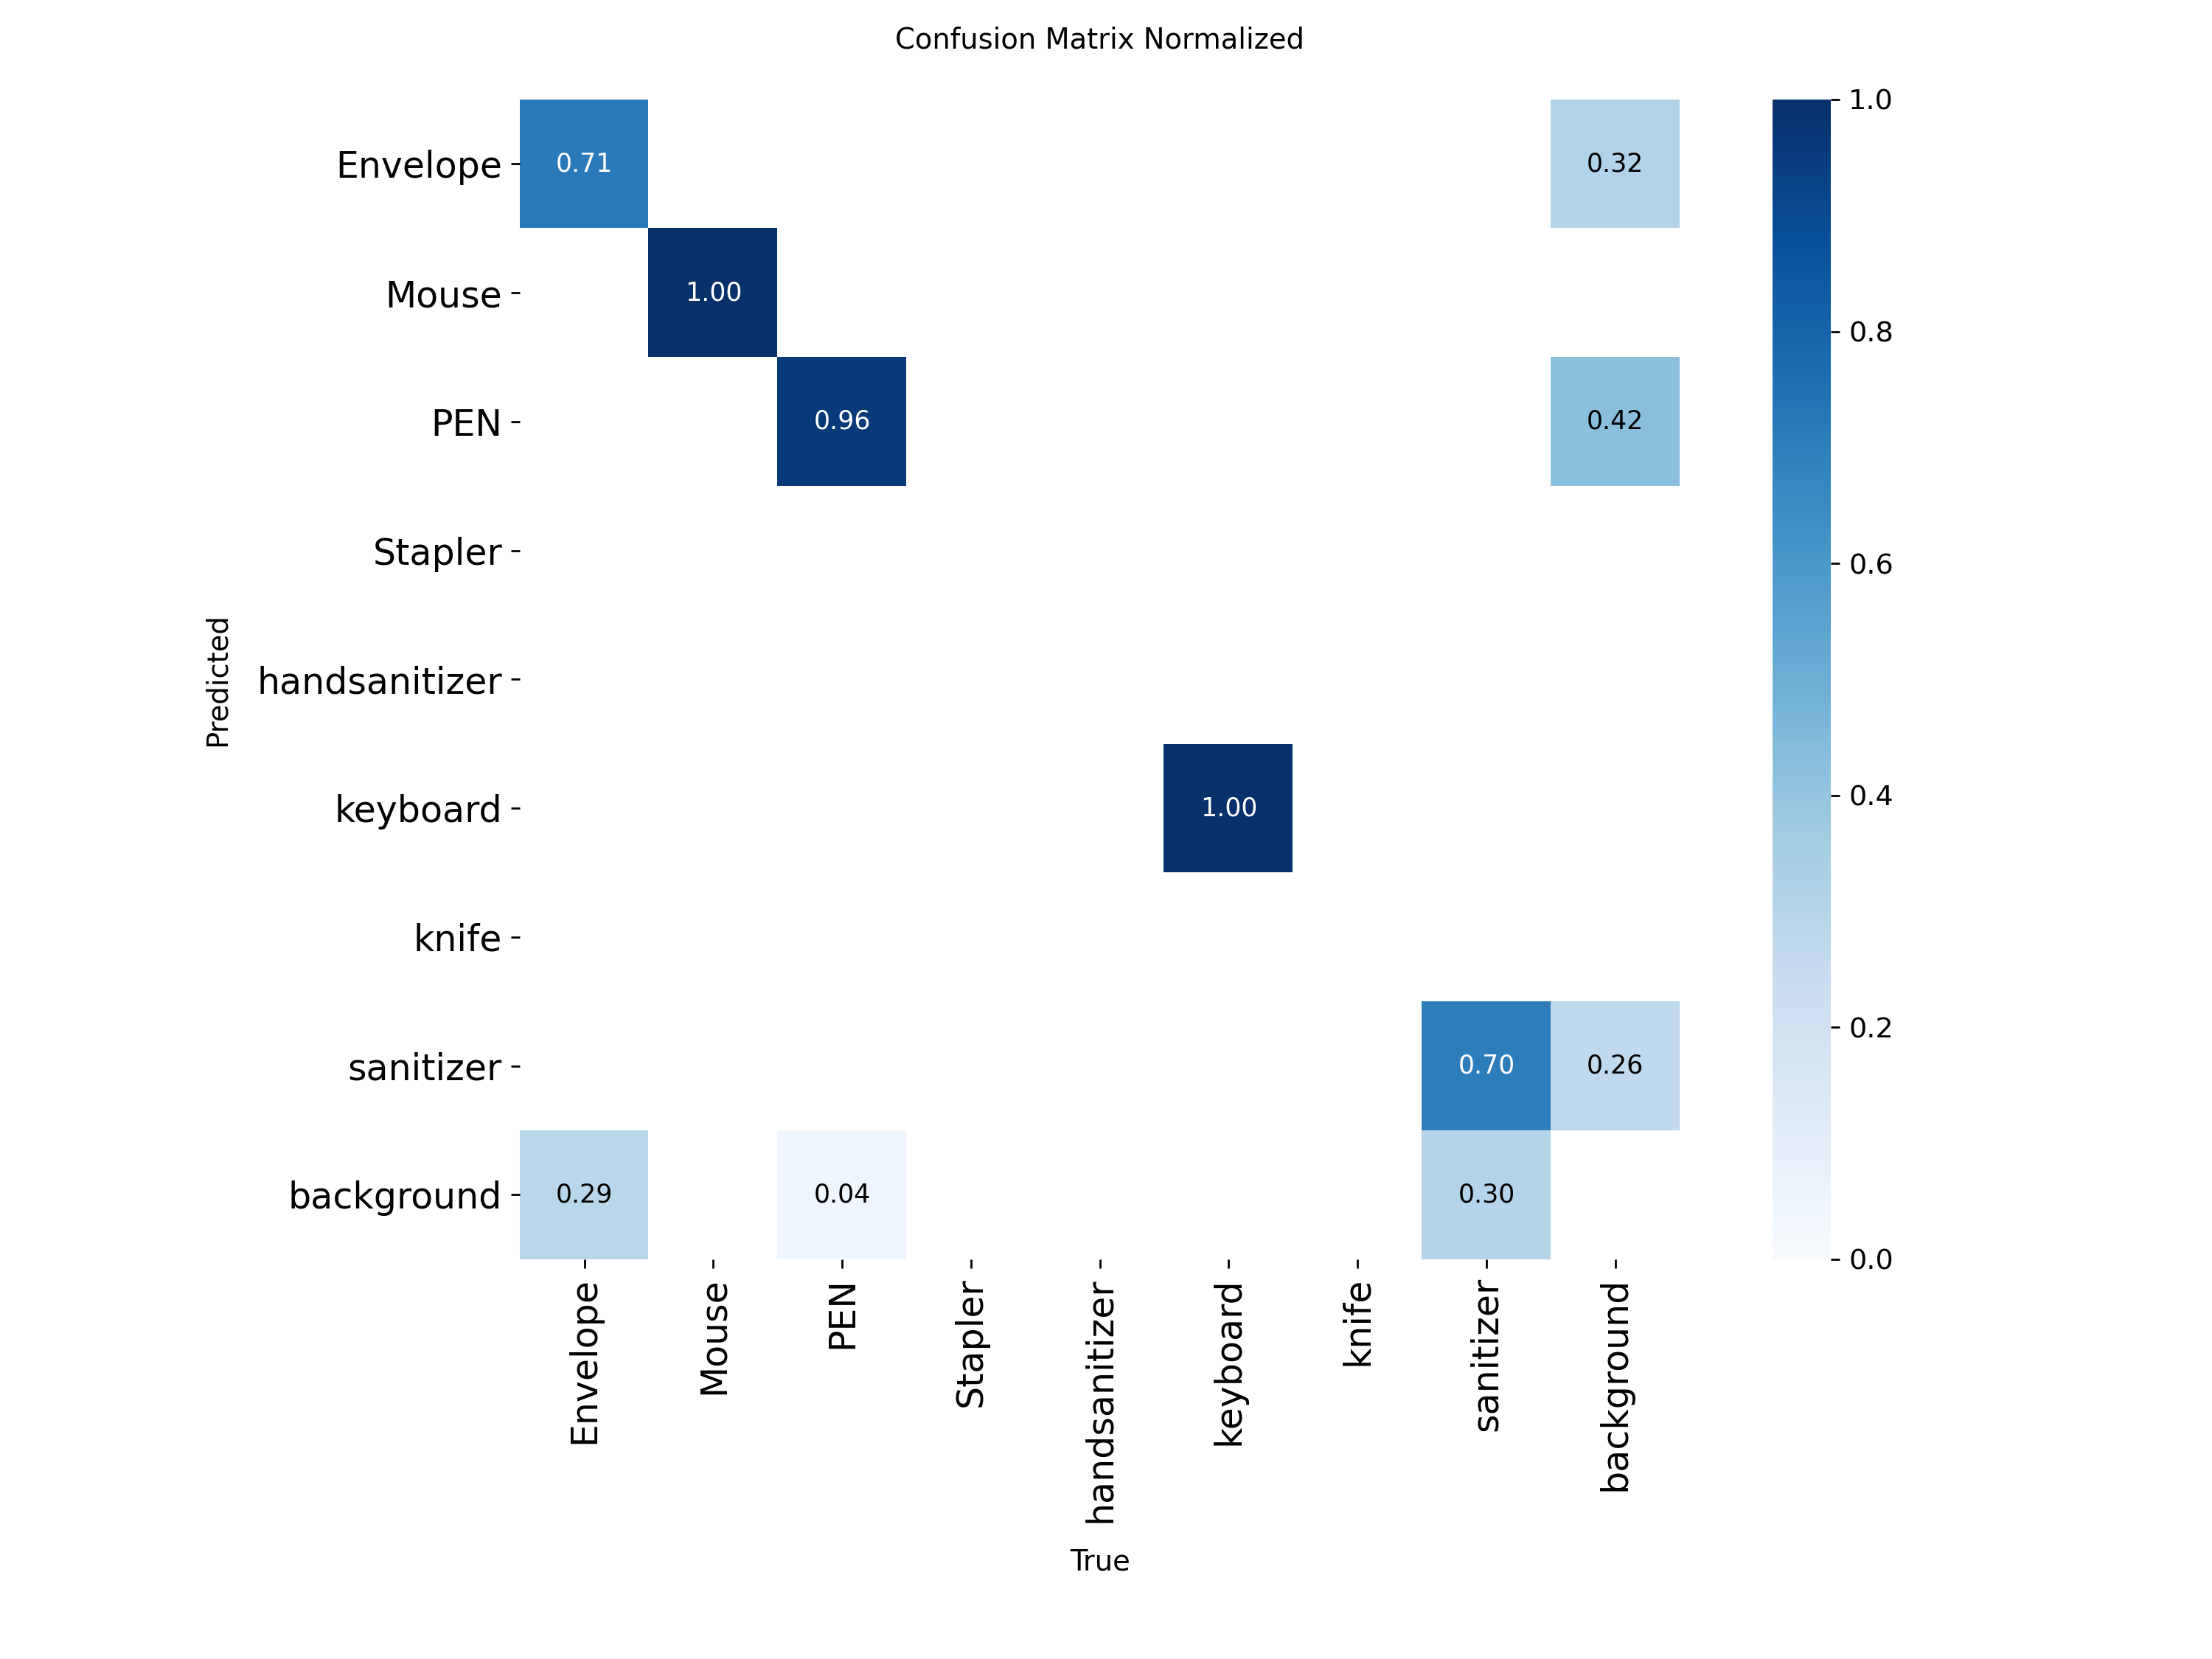 Confusion Matrix Normalized
Envelope
0.71
0.32
1.0
Mouse
1.00
0.8
PEN
0.96
0.42
Stapler
0.6
Predicted
handsanitizer
keyboard
1.00
0.4
knife
sanitizer
0.70
0.26
0.2
background
0.29
0.04
0.30
0.0
Envelope
Mouse
PEN
Stapler
handsanitizer
keyboard
knife
sanitizer
background
True